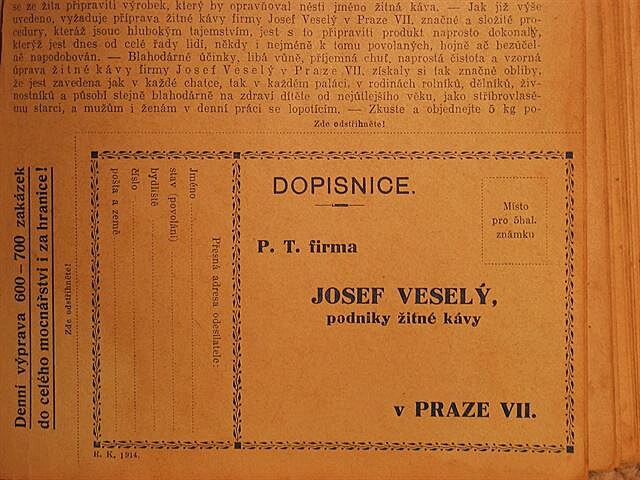 se ze žita připraviti výrobek, který by opravňoval nésti jméno žitná káva. — Jak již výše
uvedeno, vyžaduje příprava žitné kávy firmy Josef Veselý v Praze VII. značné a složité pro-
cedury, kteráž jsouc hlubokým tajemstvím, jest s to připraviti produkt naprosto dokonalý,
kterýž jest dnes od celé řady lidí, někdy i nejméně k tomu povolaných, hojně ač bezúčel-
ně napodobován. — Blahodárné účinky, libá vůně, příjemná chuť, naprostá čistota a vzorná
úprava žitné kávy firmy Josef Veselý v Praze VII. získaly si tak značné obliby,
že jest zavedena jak v každé chatce, tak v každém paláci, v rodinách rolníků, dělníků, živ-
nostníků a působí stejně blahodárně na zdraví dítěte od nejútlejšího věku, jako stříbrovlasé-
mu starci, a mužům i ženám v denní práci se lopotícím. — Zkuste a objednejte 5 kg po-
Zde odstřihněte!
Denní výprava 600–700 zakázek
do celého mocnářství i za hranice!
Zde odstřihněte!
Přesná adresa odesílatele:
Jméno
stav (povolání)
bydliště
číslo
pošta a země
DOPISNICE.
Místo
pro 5hal.
známku
P. T. firma
JOSEF VESELÝ,
podniky žitné kávy
v PRAZE VII.
R. K. 1914.